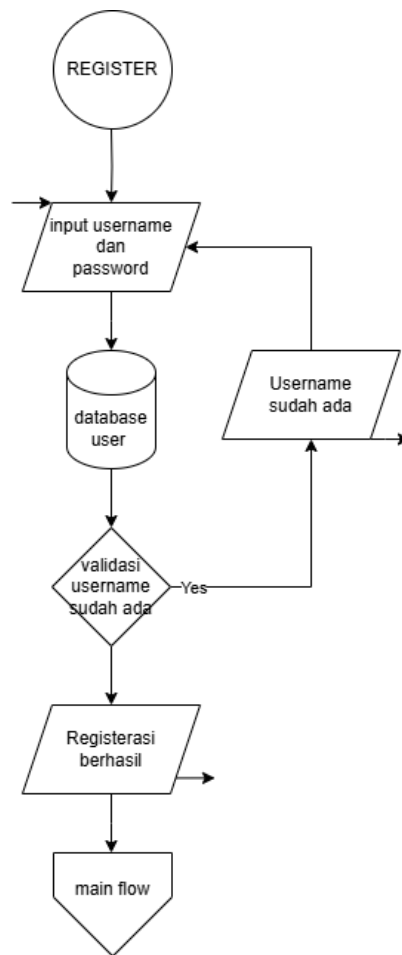 REGISTER
input username
dan
password
database
user
Username
sudah ada
validasi
username
sudah ada
Yes
Registerasi
berhasil
main flow